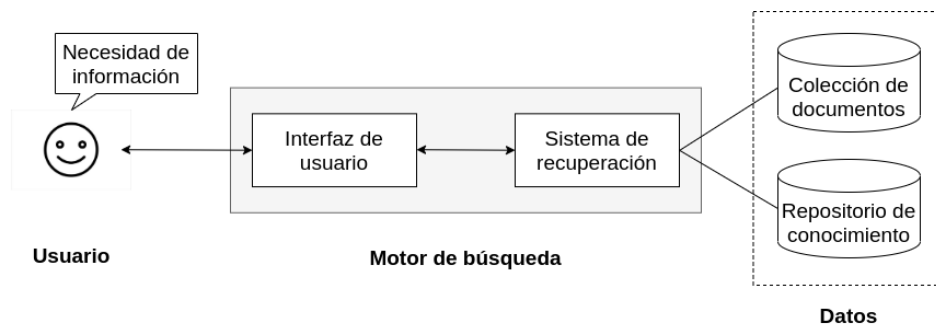 Necesidad de
información
Interfaz de
usuario
Sistema de
recuperación
Colección de
documentos
Repositorio de
conocimiento
Usuario
Motor de búsqueda
Datos